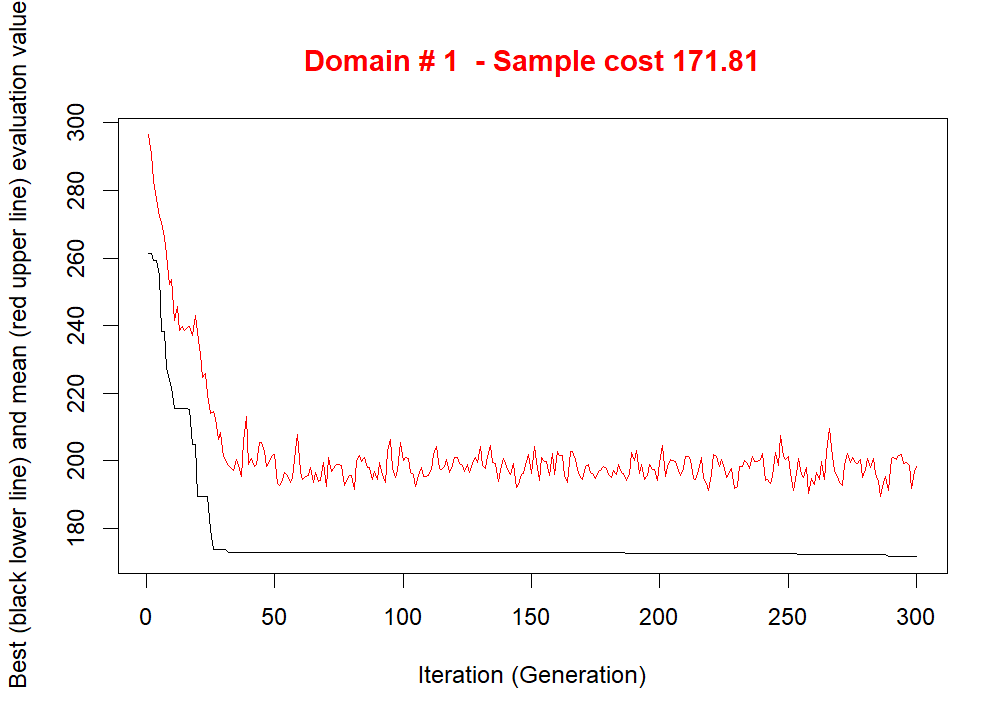 Domain # 1  - Sample cost 171.81
Best (black lower line) and mean (red upper line) evaluation value
300
280
260
240
220
200
180
0 50 100 150 200 250 300
Iteration (Generation)